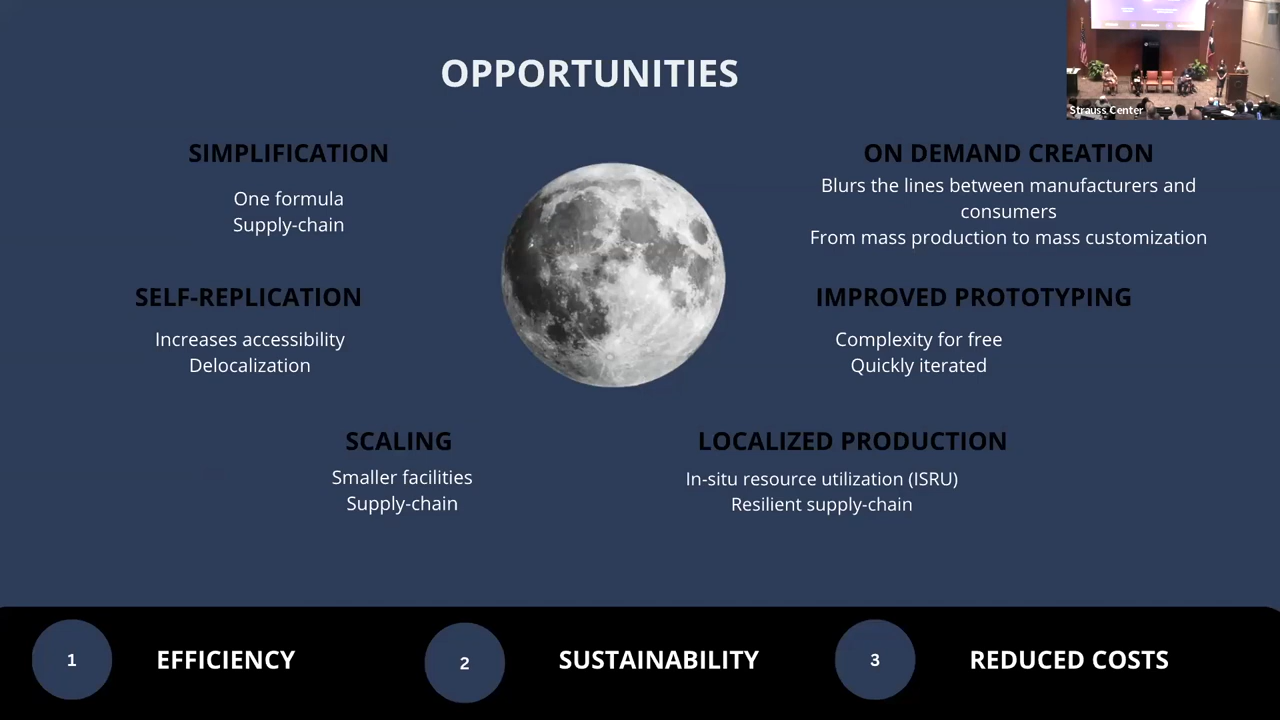 OPPORTUNITIES
Strauss Center
SIMPLIFICATION
One formula
Supply-chain
ON DEMAND CREATION
Blurs the lines between manufacturers and
consumers
From mass production to mass customization
SELF-REPLICATION
Increases accessibility
Delocalization
IMPROVED PROTOTYPING
Complexity for free
Quickly iterated
SCALING
Smaller facilities
Supply-chain
LOCALIZED PRODUCTION
In-situ resource utilization (ISRU)
Resilient supply-chain
1
EFFICIENCY
2
SUSTAINABILITY
3
REDUCED COSTS